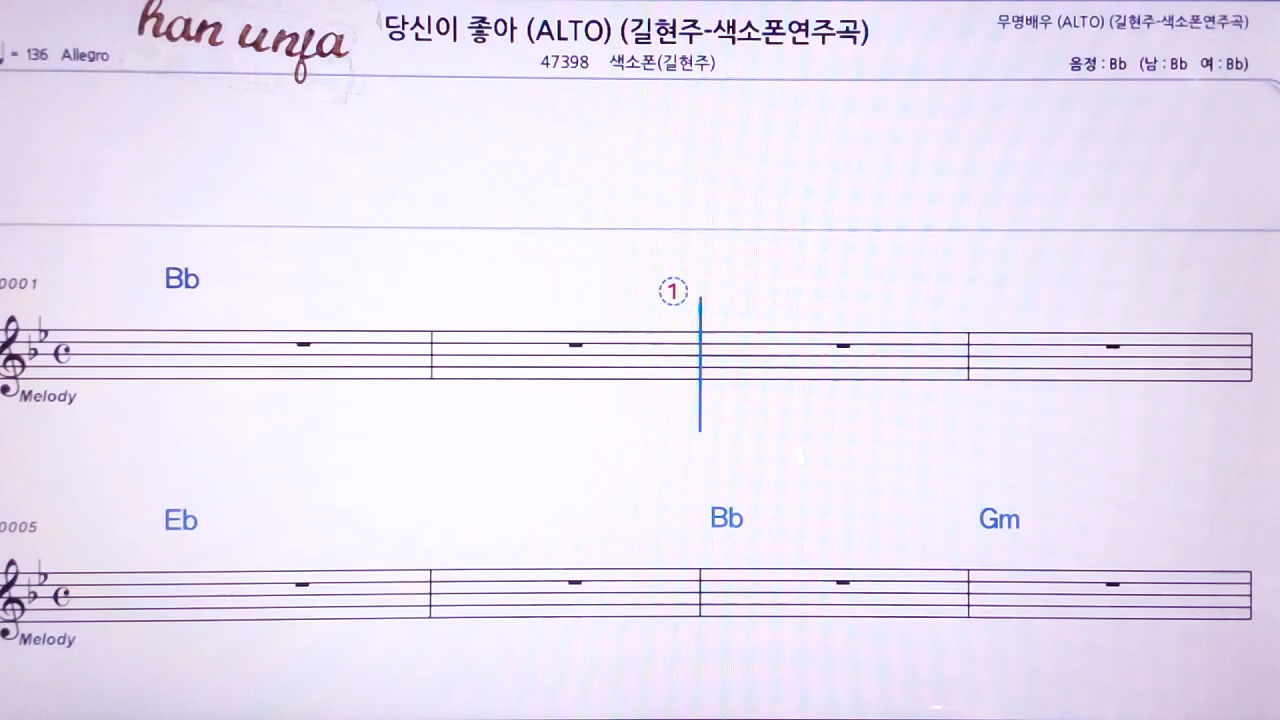 han unja
당신이 좋아 (ALTO) (길현주-색소폰연주곡)
무명배우 (ALTO) (길현주-색소폰연주곡)
♩ = 136 Allegro
47398 색소폰(길현주)
음정 : Bb (남 : Bb 여 : Bb)
0001 Bb
1
Melody
0005 Eb Bb Gm
Melody